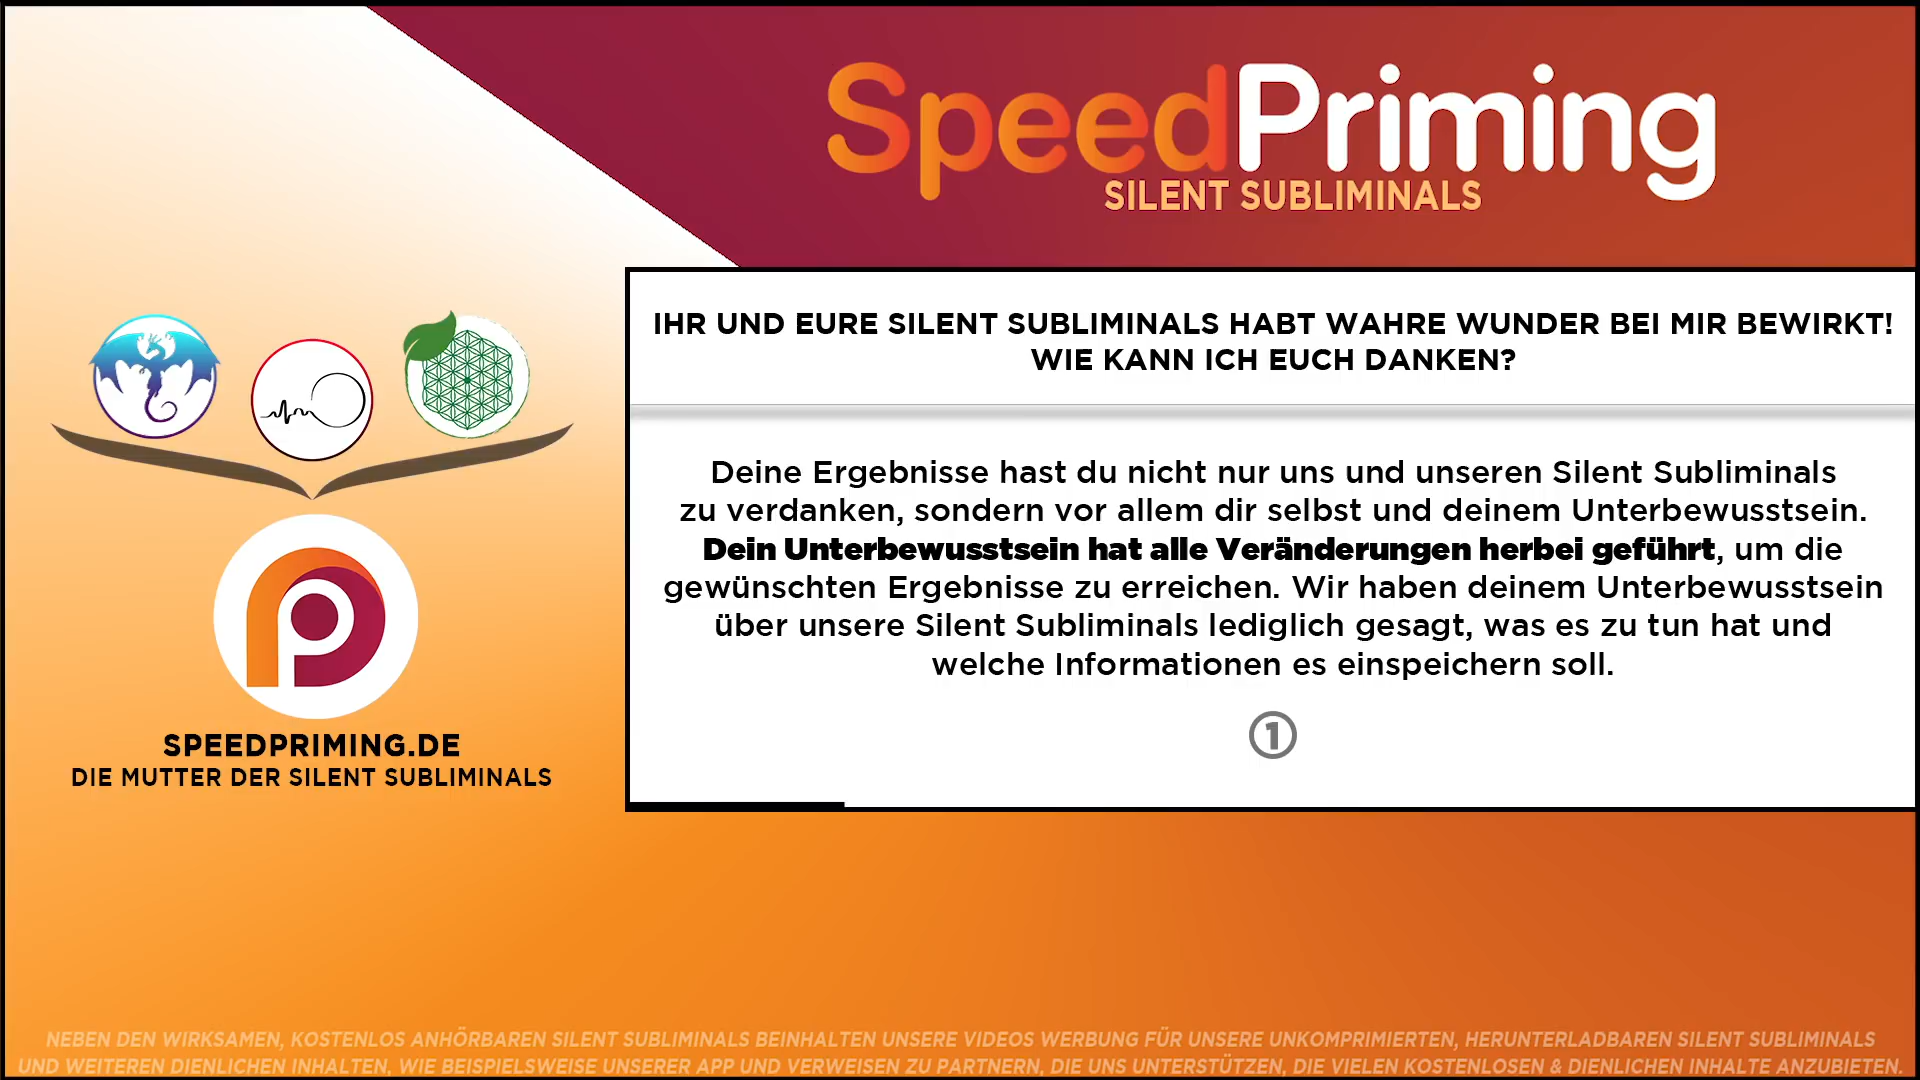 SpeedPriming
SILENT SUBLIMINALS
IHR UND EURE SILENT SUBLIMINALS HABT WAHRE WUNDER BEI MIR BEWIRKT!
WIE KANN ICH EUCH DANKEN?
Deine Ergebnisse hast du nicht nur uns und unseren Silent Subliminals
zu verdanken, sondern vor allem dir selbst und deinem Unterbewusstsein.
Dein Unterbewusstsein hat alle Veränderungen herbei geführt, um die
gewünschten Ergebnisse zu erreichen. Wir haben deinem Unterbewusstsein
über unsere Silent Subliminals lediglich gesagt, was es zu tun hat und
welche Informationen es einspeichern soll.
1
SPEEDPRIMING.DE
DIE MUTTER DER SILENT SUBLIMINALS
NEBEN DEN WIRKSAMEN, KOSTENLOS ANHÖRBAREN SILENT SUBLIMINALS BEINHALTEN UNSERE VIDEOS WERBUNG FÜR UNSERE UNKOMPRIMIERTEN, HERUNTERLADBAREN SILENT SUBLIMINALS
UND WEITEREN DIENLICHEN INHALTEN, WIE BEISPIELSWEISE UNSERER APP UND VERWEISEN ZU PARTNERN, DIE UNS UNTERSTÜTZEN, DIE VIELEN KOSTENLOSEN & DIENLICHEN INHALTE ANZUBIETEN.